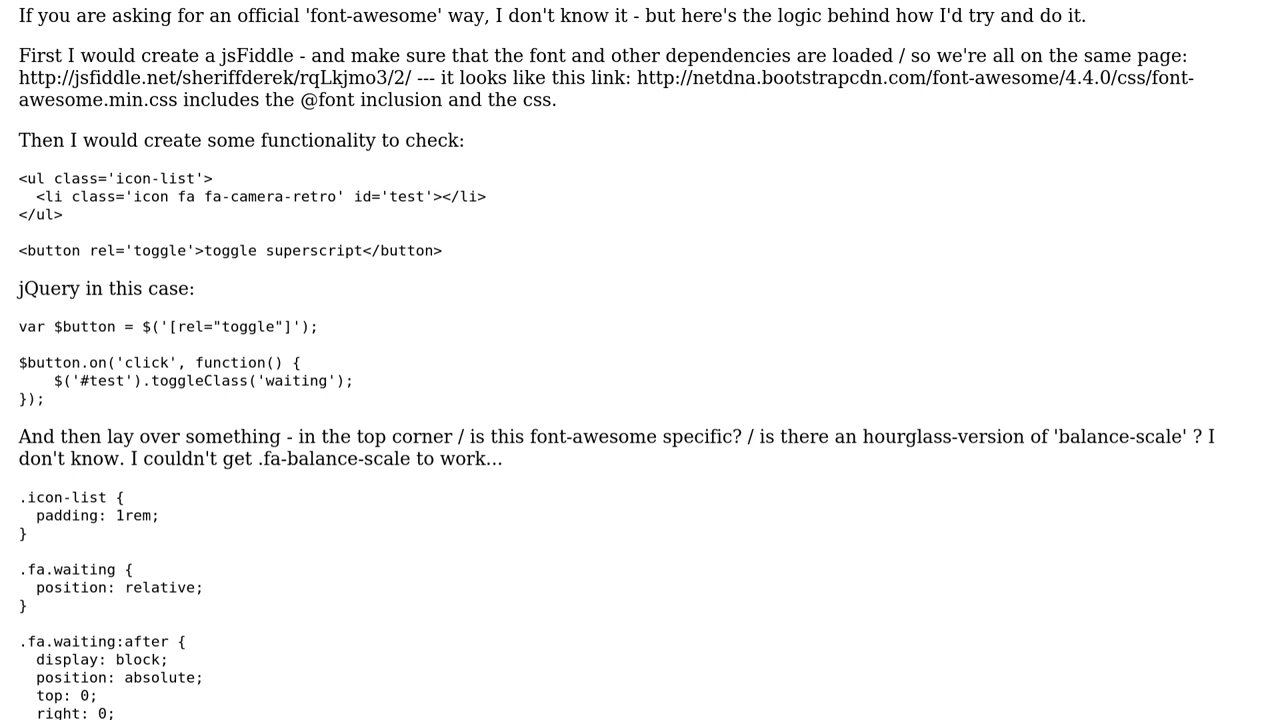 If you are asking for an official 'font-awesome' way, I don't know it - but here's the logic behind how I'd try and do it.
First I would create a jsFiddle - and make sure that the font and other dependencies are loaded / so we're all on the same page:
http://jsfiddle.net/sheriffderek/rqLkjmo3/2/ --- it looks like this link: http://netdna.bootstrapcdn.com/font-awesome/4.4.0/css/font-
awesome.min.css includes the @font inclusion and the css.
Then I would create some functionality to check:
<ul class='icon-list'>
  <li class='icon fa fa-camera-retro' id='test'></li>
</ul>
<button rel='toggle'>toggle superscript</button>
jQuery in this case:
var $button = $('[rel="toggle"]');
$button.on('click', function() {
    $('#test').toggleClass('waiting');
});
And then lay over something - in the top corner / is this font-awesome specific? / is there an hourglass-version of 'balance-scale' ? I
don't know. I couldn't get .fa-balance-scale to work...
.icon-list {
  padding: 1rem;
}
.fa.waiting {
  position: relative;
}
.fa.waiting:after {
  display: block;
  position: absolute;
  top: 0;
  right: 0;